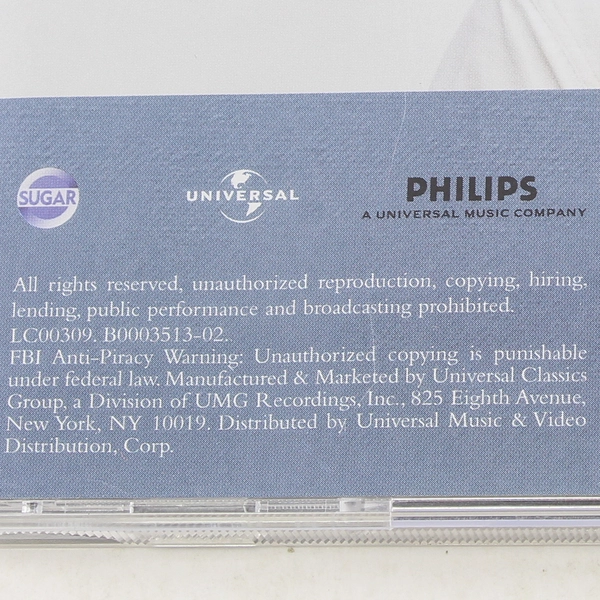 SUGAR
UNIVERSAL
PHILIPS
A UNIVERSAL MUSIC COMPANY
All rights reserved, unauthorized reproduction, copying, hiring,
lending, public performance and broadcasting prohibited.
LC00309. B0003513-02.
FBI Anti-Piracy Warning: Unauthorized copying is punishable
under federal law. Manufactured & Marketed by Universal Classics
Group, a Division of UMG Recordings, Inc., 825 Eighth Avenue,
New York, NY 10019. Distributed by Universal Music & Video
Distribution, Corp.